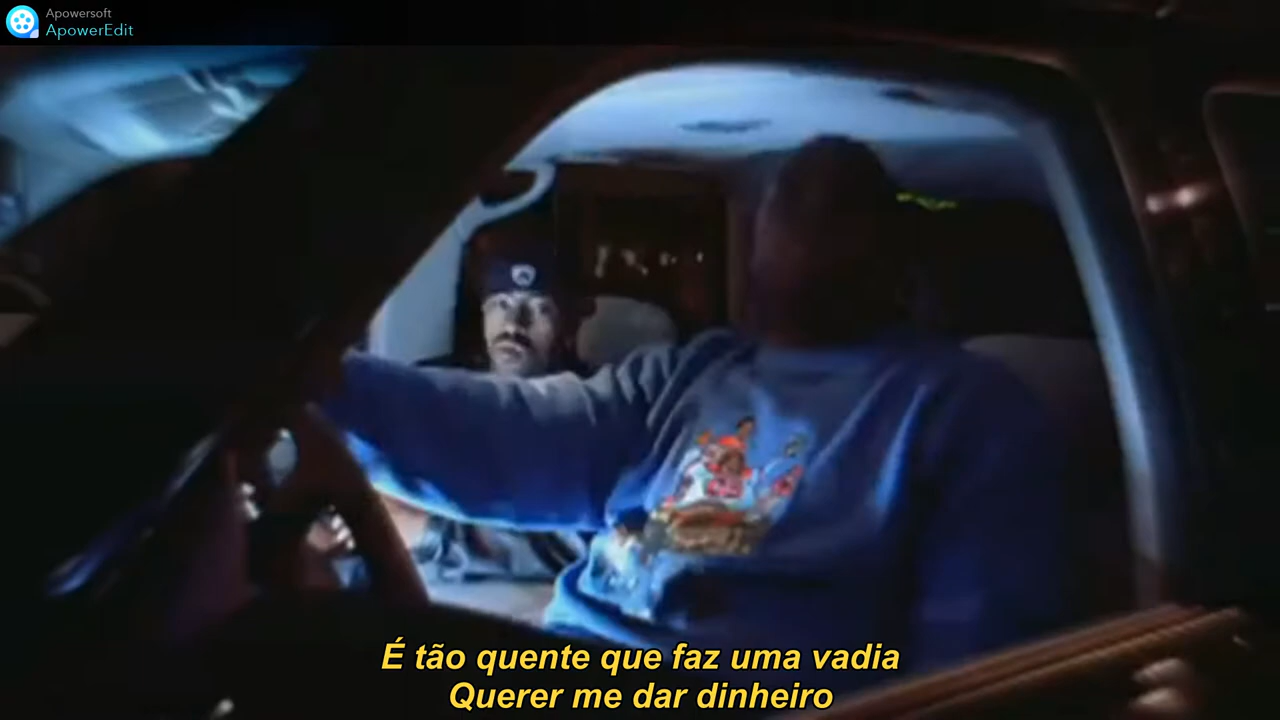 Apowersoft
ApowerEdit
É tão quente que faz uma vadia
Querer me dar dinheiro